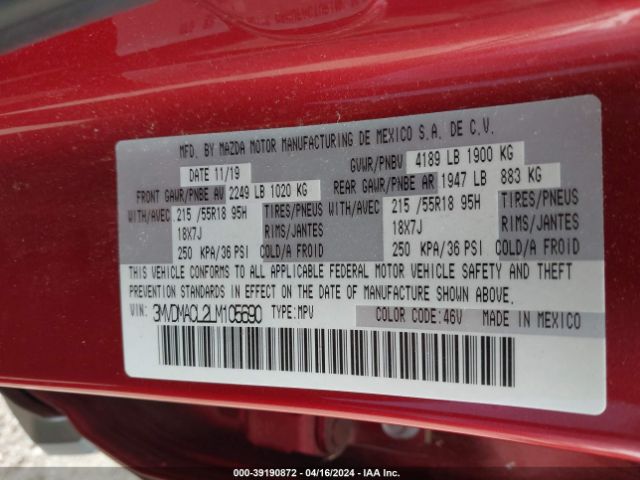 MFD. BY MAZDA MOTOR MANUFACTURING DE MEXICO S.A. DE C.V.
DATE 11/19 GVWR/PNBV 4189 LB 1900 KG
FRONT GAWR/PNBE AV 2249 LB 1020 KG REAR GAWR/PNBE AR 1947 LB 883 KG
WITH/AVEC 215 /55R18 95H TIRES/PNEUS WITH/AVEC 215 /55R18 95H TIRES/PNEUS
18X7J RIMS/JANTES 18X7J RIMS/JANTES
250 KPA/36 PSI COLD/A FROID 250 KPA/36 PSI COLD/A FROID
THIS VEHICLE CONFORMS TO ALL APPLICABLE FEDERAL MOTOR VEHICLE SAFETY AND THEFT
PREVENTION STANDARDS IN EFFECT ON THE DATE OF MANUFACTURE SHOWN ABOVE.
VIN: 3MVDMACL2LM105690 TYPE:MPV COLOR CODE:46V MADE IN MEXICO
000-39190872 - 04/16/2024 - IAA Inc.